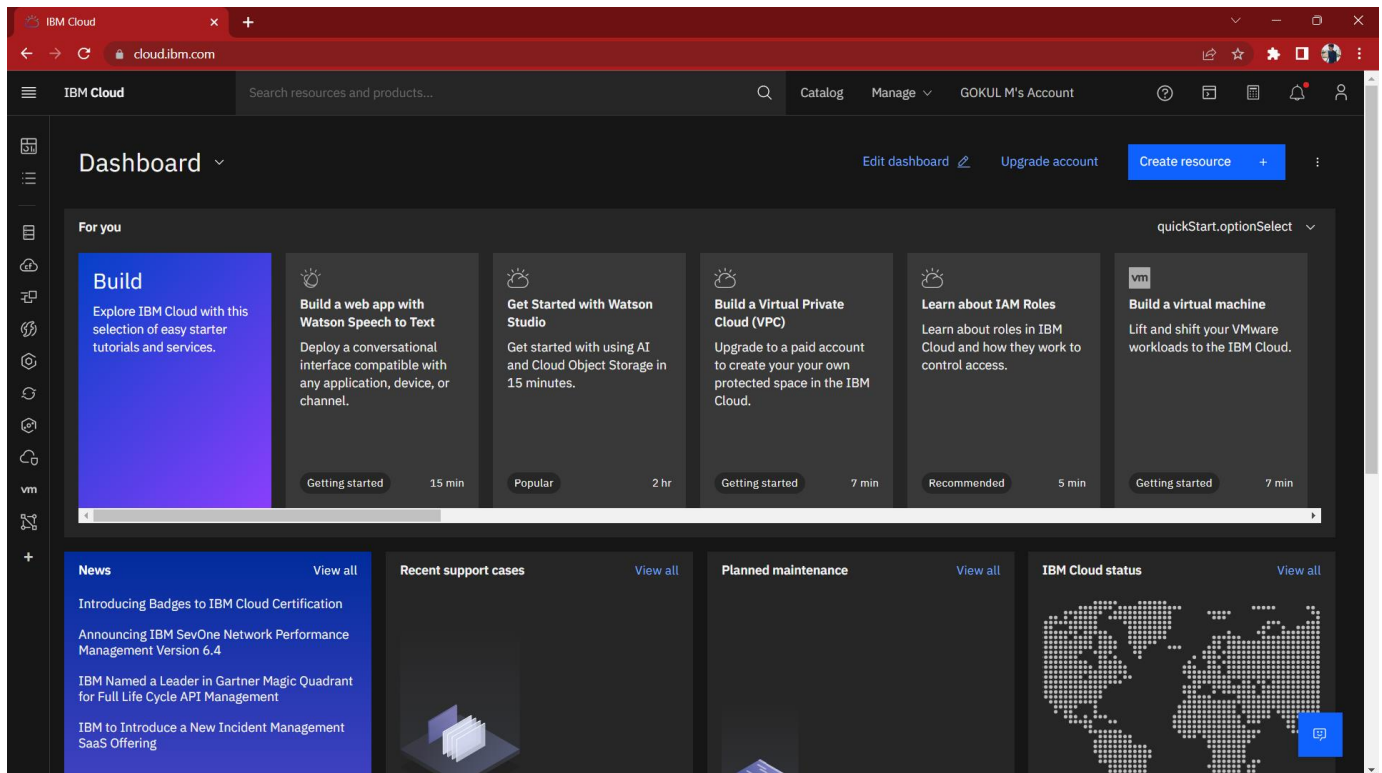 IBM Cloud
cloud.ibm.com
IBM Cloud
Search resources and products...
Catalog
Manage
GOKUL M's Account
Dashboard
Edit dashboard
Upgrade account
Create resource +
For you
quickStart.optionSelect
Build
Explore IBM Cloud with this
selection of easy starter
tutorials and services.
Build a web app with
Watson Speech to Text
Deploy a conversational
interface compatible with
any application, device, or
channel.
Getting started
15 min
Get Started with Watson
Studio
Get started with using AI
and Cloud Object Storage in
15 minutes.
Popular
2 hr
Build a Virtual Private
Cloud (VPC)
Upgrade to a paid account
to create your your own
protected space in the IBM
Cloud.
Getting started
7 min
Learn about IAM Roles
Learn about roles in IBM
Cloud and how they work to
control access.
Recommended
5 min
vm
Build a virtual machine
Lift and shift your VMware
workloads to the IBM Cloud.
Getting started
7 min
cf
vm
News
View all
Introducing Badges to IBM Cloud Certification
Announcing IBM SevOne Network Performance
Management Version 6.4
IBM Named a Leader in Gartner Magic Quadrant
for Full Life Cycle API Management
IBM to Introduce a New Incident Management
SaaS Offering
Recent support cases
View all
Planned maintenance
View all
IBM Cloud status
View all